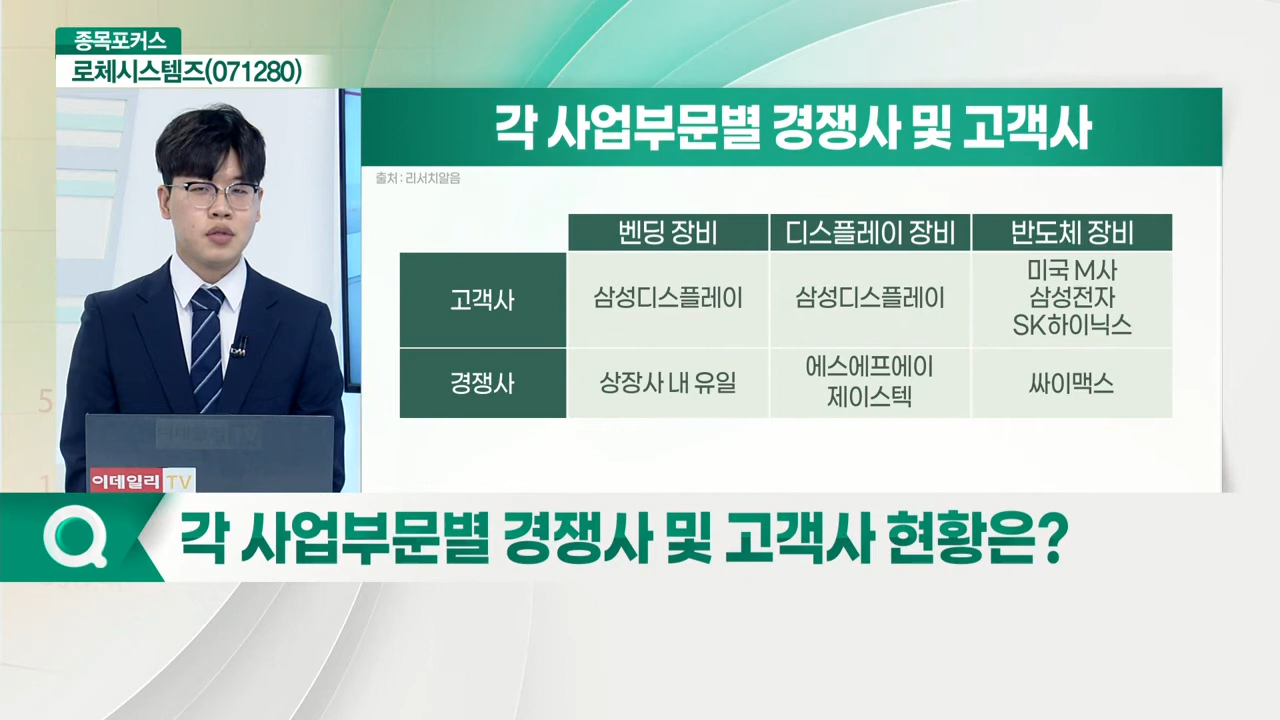 종목포커스
로체시스템즈(071280)
각 사업부문별 경쟁사 및 고객사
출처 : 리서치알음
벤딩 장비 디스플레이 장비 반도체 장비
고객사 삼성디스플레이 삼성디스플레이 미국 M사
삼성전자
SK하이닉스
경쟁사 상장사 내 유일 에스에프에이
제이스텍 싸이맥스
이데일리 TV
각 사업부문별 경쟁사 및 고객사 현황은?